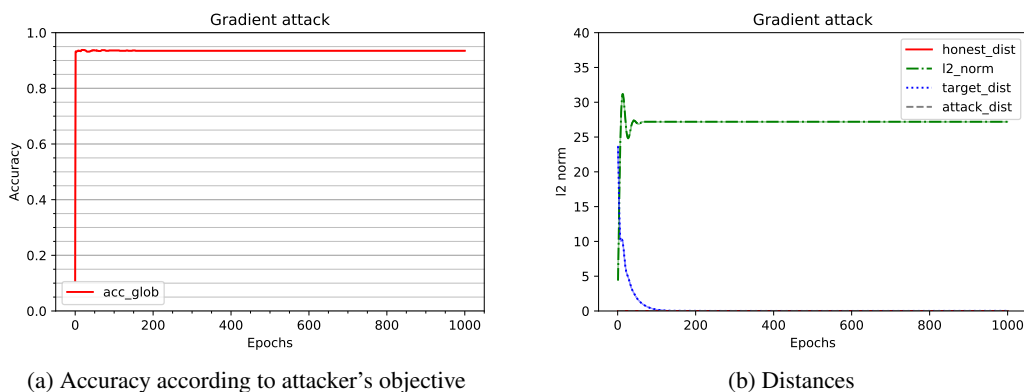 Gradient attack
Accuracy
1.0
0.8
0.6
0.4
0.2
0.0
acc_glob
0 200 400 600 800 1000
Epochs
(a) Accuracy according to attacker's objective
Gradient attack
l2 norm
40
35
30
25
20
15
10
5
0
honest_dist
l2_norm
target_dist
attack_dist
0 200 400 600 800 1000
Epochs
(b) Distances